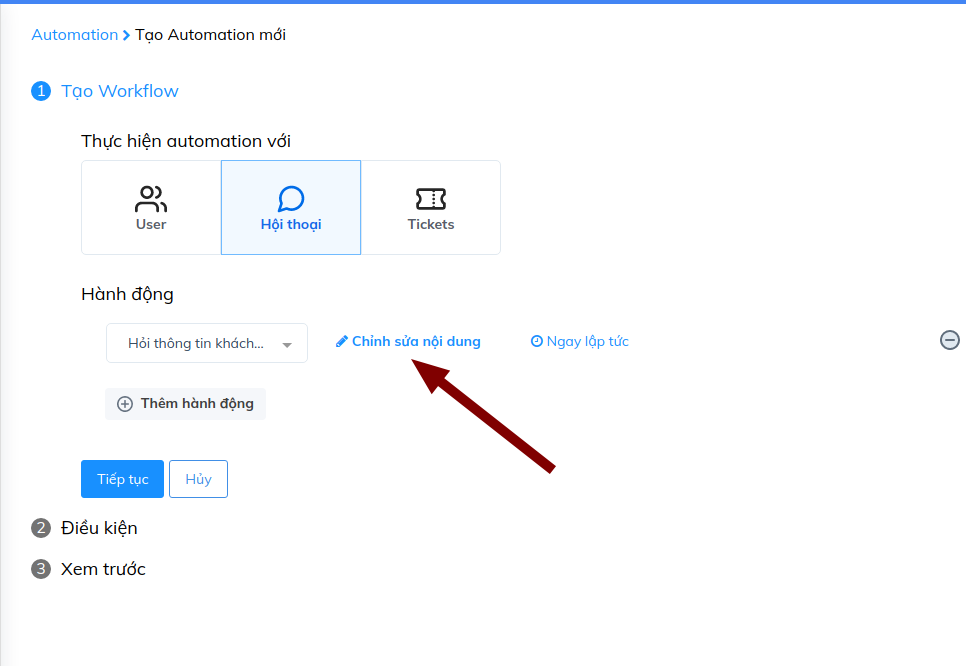 Automation > Tạo Automation mới
1 Tạo Workflow
Thực hiện automation với
User Hội thoại Tickets
Hành động
Hỏi thông tin khách... Chỉnh sửa nội dung Ngay lập tức
Thêm hành động
Tiếp tục Hủy
2 Điều kiện
3 Xem trước